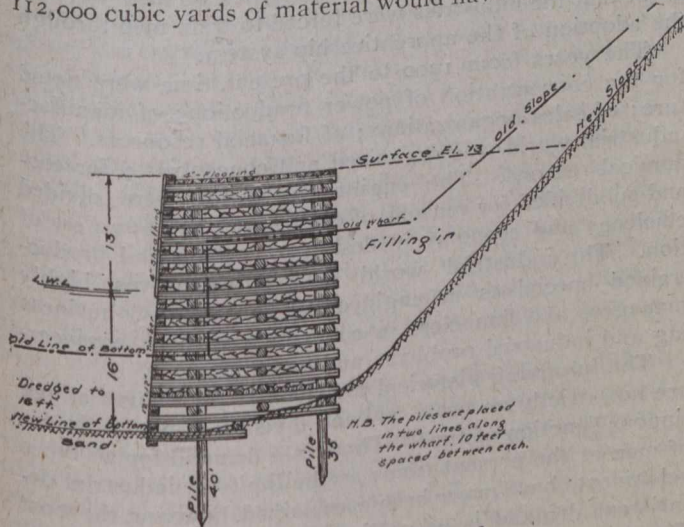 112,000 cubic yards of material would
Old Slope
New Slope
Surface El. 13
4" Flooring
Old Wharf
Filling in
13'
L.W.L.
Old Line of Bottom
16'
Dredged to
16 ft.
New Line of Bottom
Sand.
Pile
40'
Pile
35'
N.B. The piles are placed
in two lines along
the wharf, 10 feet
spaced between each.